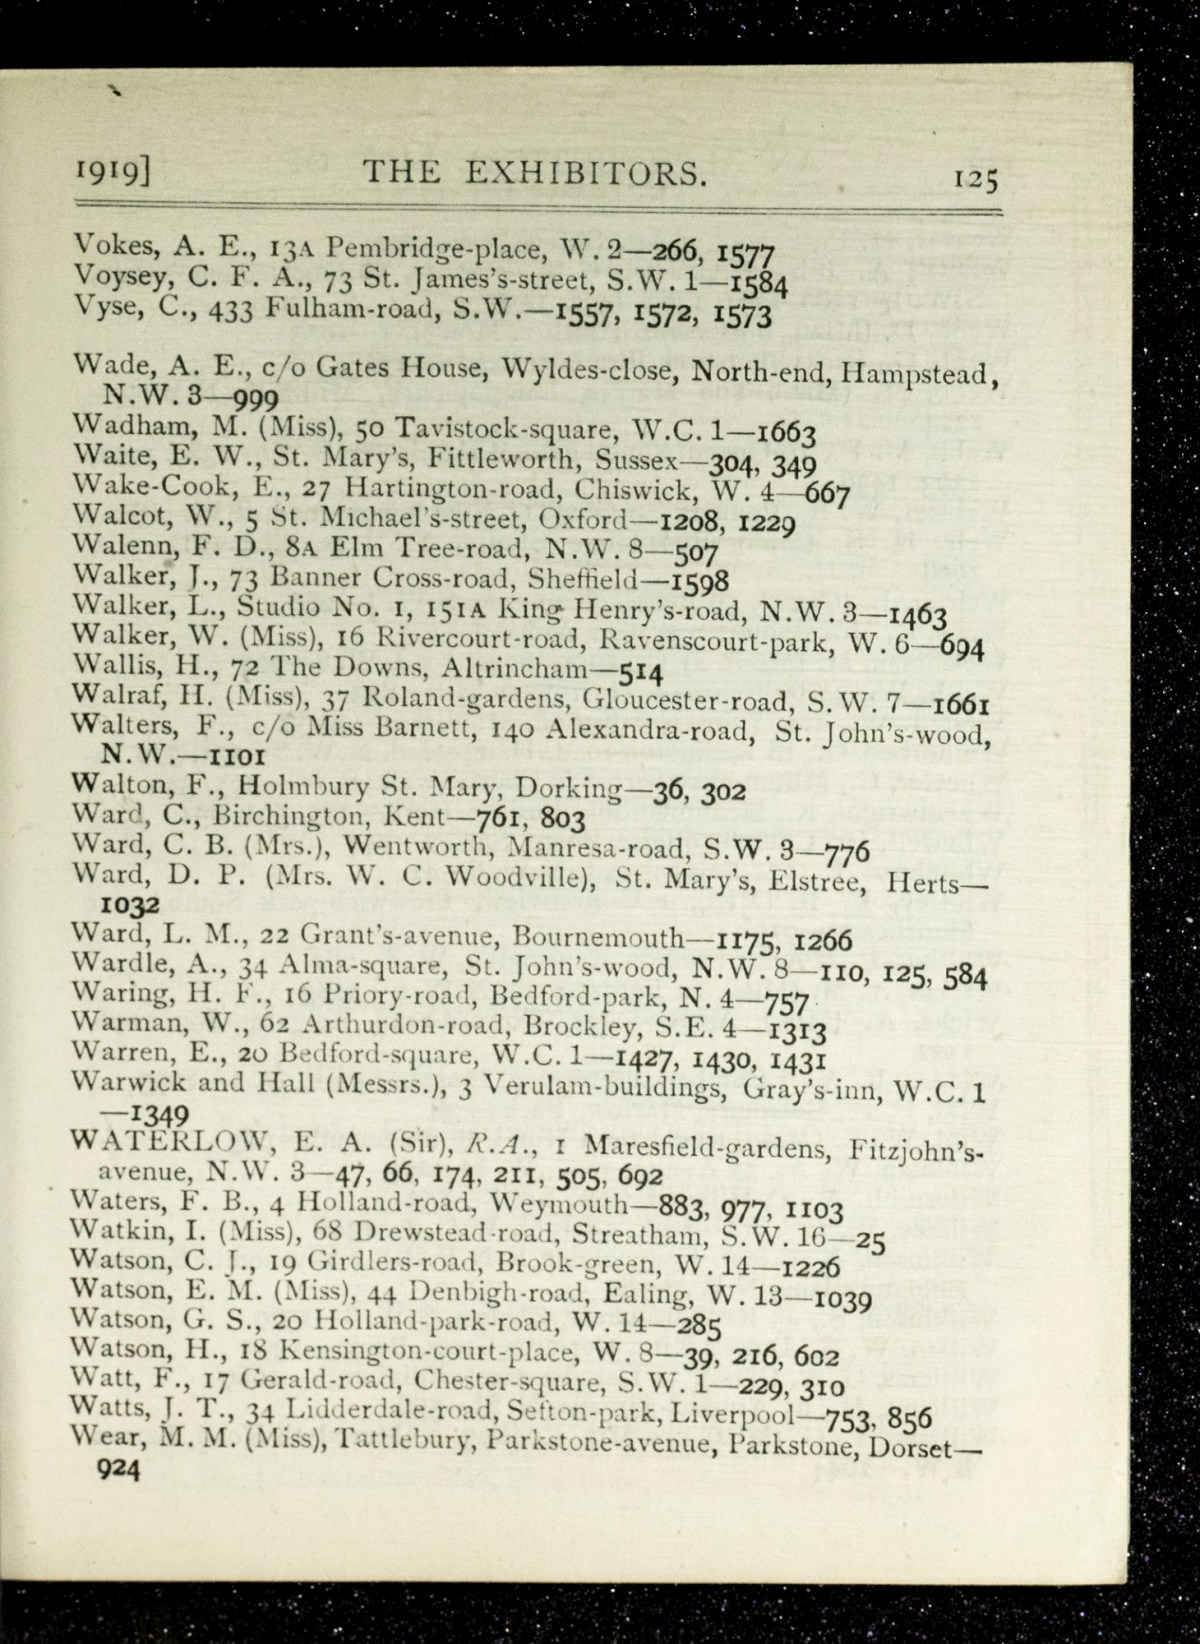 1919] THE EXHIBITORS. 125
Vokes, A. E., 13A Pembridge-place, W. 2—266, 1577
Voysey, C. F. A., 73 St. James's-street, S.W. 1—1584
Vyse, C., 433 Fulham-road, S.W.—1557, 1572, 1573
Wade, A. E., c/o Gates House, Wyldes-close, North-end, Hampstead,
N.W. 3—999
Wadham, M. (Miss), 50 Tavistock-square, W.C. 1—1663
Waite, E. W., St. Mary's, Fittleworth, Sussex—304, 349
Wake-Cook, E., 27 Hartington-road, Chiswick, W. 4—667
Walcot, W., 5 St. Michael's-street, Oxford—1208, 1229
Walenn, F. D., 8A Elm Tree-road, N.W. 8—507
Walker, J., 73 Banner Cross-road, Sheffield—1598
Walker, L., Studio No. 1, 151A King Henry's-road, N.W. 3—1463
Walker, W. (Miss), 16 Rivercourt-road, Ravenscourt-park, W. 6—694
Wallis, H., 72 The Downs, Altrincham—514
Walraf, H. (Miss), 37 Roland-gardens, Gloucester-road, S.W. 7—1661
Walters, F., c/o Miss Barnett, 140 Alexandra-road, St. John's-wood,
N.W.—1101
Walton, F., Holmbury St. Mary, Dorking—36, 302
Ward, C., Birchington, Kent—761, 803
Ward, C. B. (Mrs.), Wentworth, Manresa-road, S.W. 3—776
Ward, D. P. (Mrs. W. C. Woodville), St. Mary's, Elstree, Herts—
1032
Ward, L. M., 22 Grant's-avenue, Bournemouth—1175, 1266
Wardle, A., 34 Alma-square, St. John's-wood, N.W. 8—110, 125, 584
Waring, H. F., 16 Priory-road, Bedford-park, N. 4—757
Warman, W., 62 Arthurdon-road, Brockley, S.E. 4—1313
Warren, E., 20 Bedford-square, W.C. 1—1427, 1430, 1431
Warwick and Hall (Messrs.), 3 Verulam-buildings, Gray's-inn, W.C. 1
—1349
WATERLOW, E. A. (Sir), R.A., 1 Maresfield-gardens, Fitzjohn's-
avenue, N.W. 3—47, 66, 174, 211, 505, 692
Waters, F. B., 4 Holland-road, Weymouth—883, 977, 1103
Watkin, I. (Miss), 68 Drewstead-road, Streatham, S.W. 16—25
Watson, C. J., 19 Girdlers-road, Brook-green, W. 14—1226
Watson, E. M. (Miss), 44 Denbigh-road, Ealing, W. 13—1039
Watson, G. S., 20 Holland-park-road, W. 14—285
Watson, H., 18 Kensington-court-place, W. 8—39, 216, 602
Watt, F., 17 Gerald-road, Chester-square, S.W. 1—229, 310
Watts, J. T., 34 Lidderdale-road, Sefton-park, Liverpool—753, 856
Wear, M. M. (Miss), Tattlebury, Parkstone-avenue, Parkstone, Dorset—
924